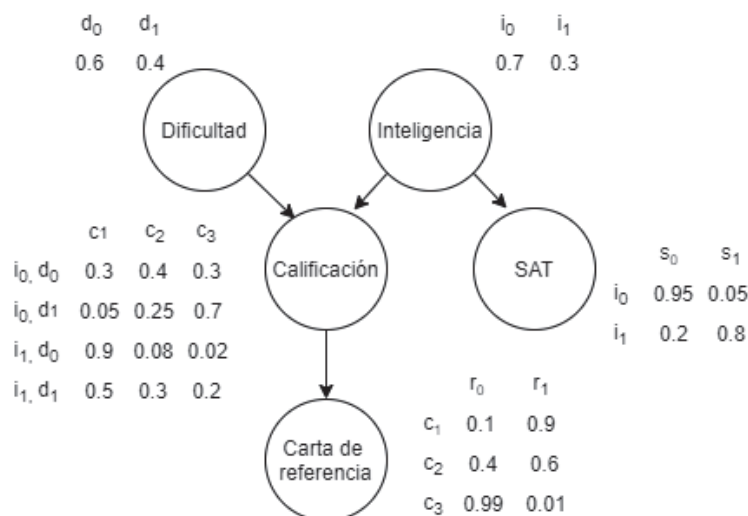 d₀ d₁
0.6 0.4
i₀ i₁
0.7 0.3
Dificultad
Inteligencia
c1 c₂ c₃
i₀, d₀ 0.3 0.4 0.3
i₀, d1 0.05 0.25 0.7
i₁, d₀ 0.9 0.08 0.02
i₁, d₁ 0.5 0.3 0.2
Calificación
SAT
s₀ s₁
i₀ 0.95 0.05
i₁ 0.2 0.8
Carta de
referencia
r₀ r₁
c₁ 0.1 0.9
c₂ 0.4 0.6
c₃ 0.99 0.01